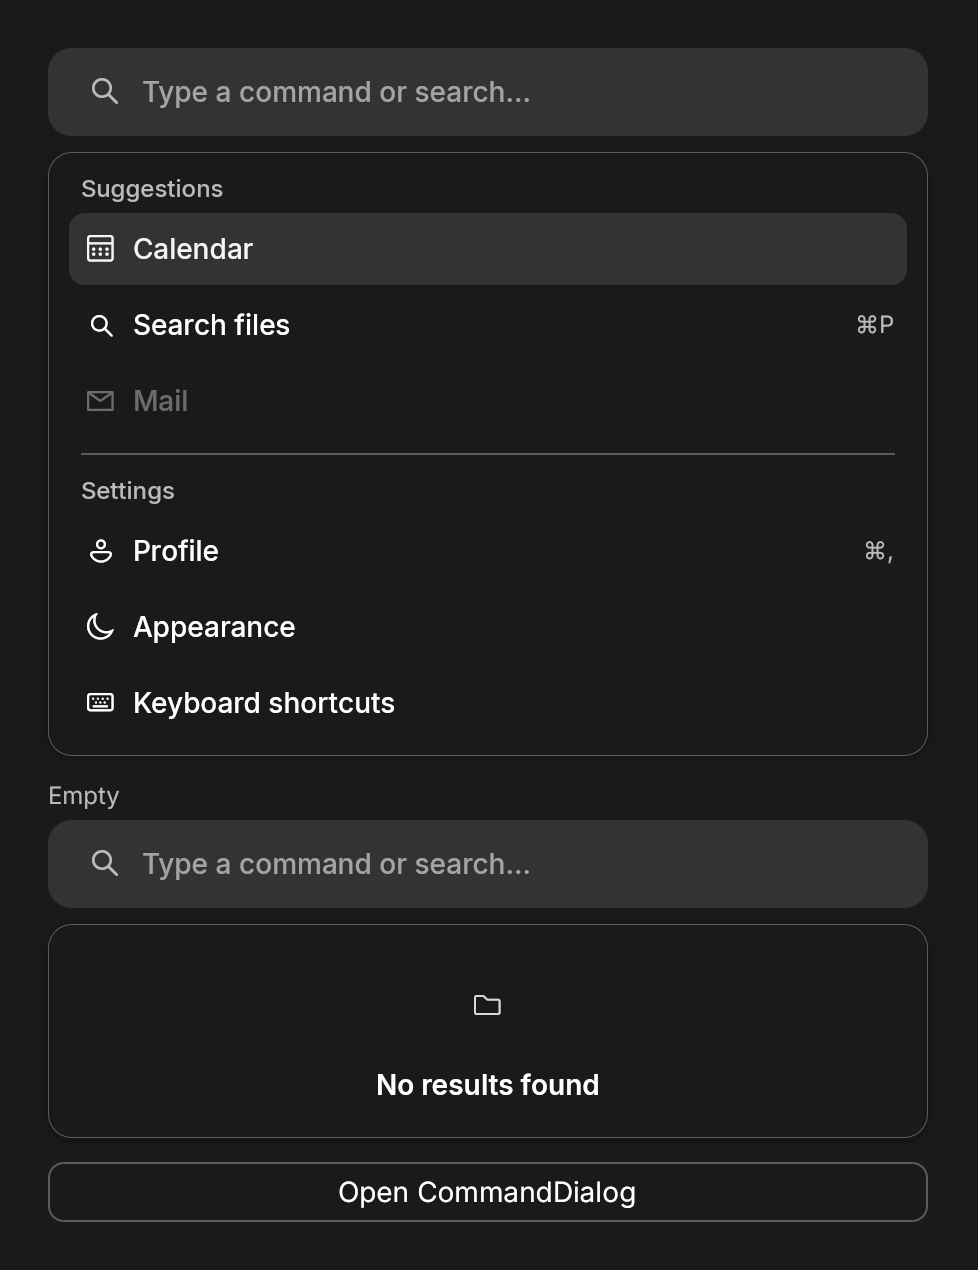 Type a command or search...
Suggestions
Calendar
Search files ⌘P
Mail
Settings
Profile ⌘,
Appearance
Keyboard shortcuts
Empty
Type a command or search...
No results found
Open CommandDialog